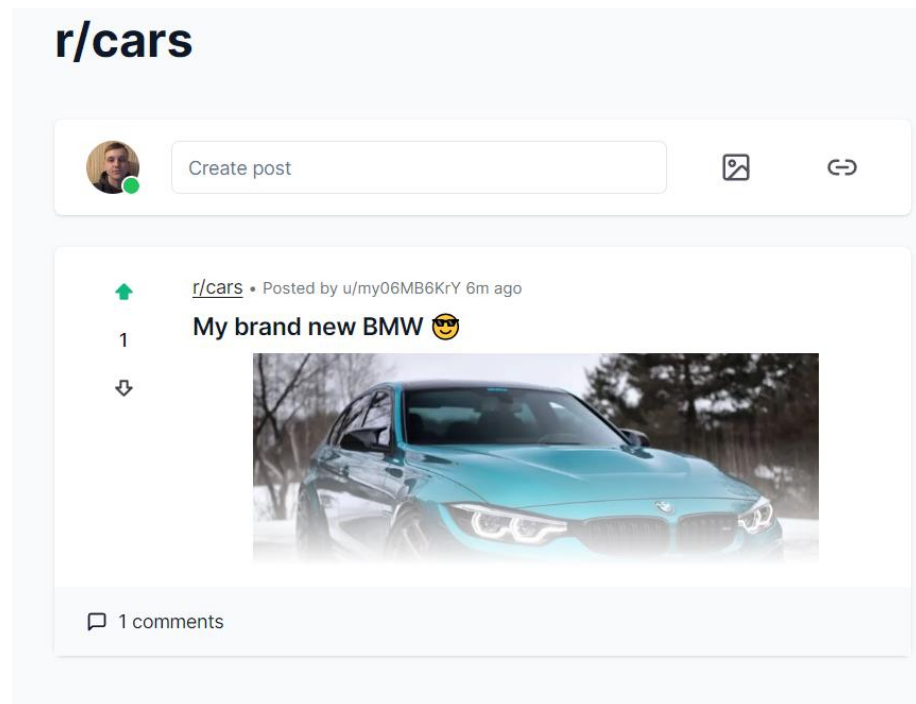 r/cars
Create post
r/cars • Posted by u/my06MB6KrY 6m ago
My brand new BMW 😎
1
1 comments